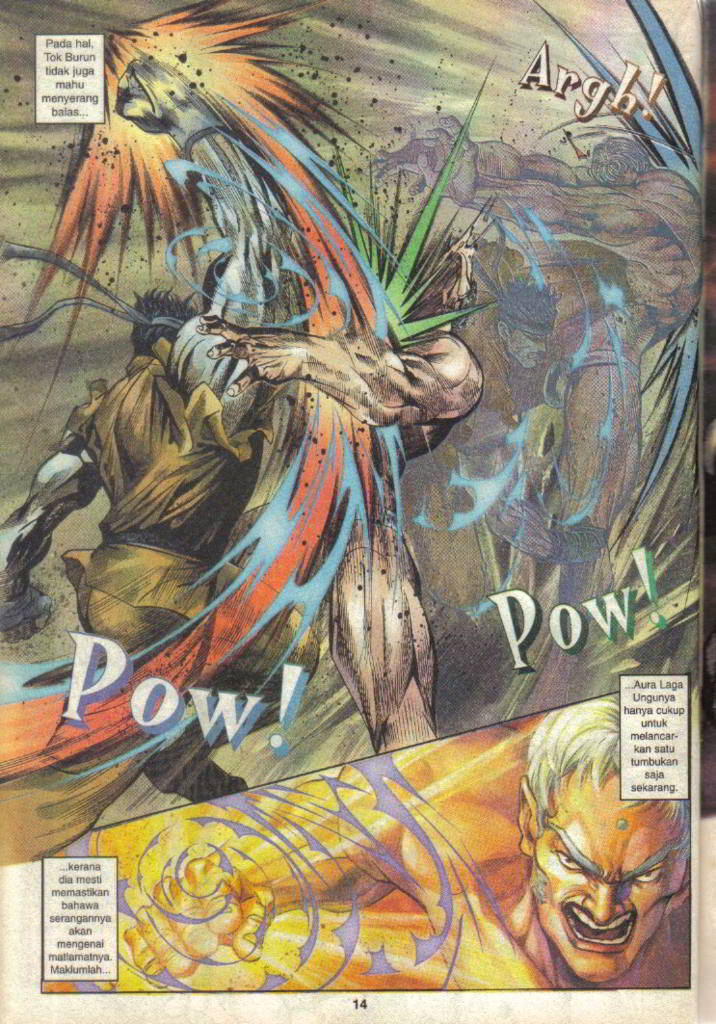 Pada hal,
Tok Burun
tidak juga
mahu
menyerang
balas...
Argh!
Pow!
Pow!
...kerana
dia mesti
memastikan
bahawa
serangannya
akan
mengenai
matlamatnya.
Maklumlah...
...Aura Laga
Ungunya
hanya cukup
untuk
melancar-
kan satu
tumbukan
saja
sekarang.
14